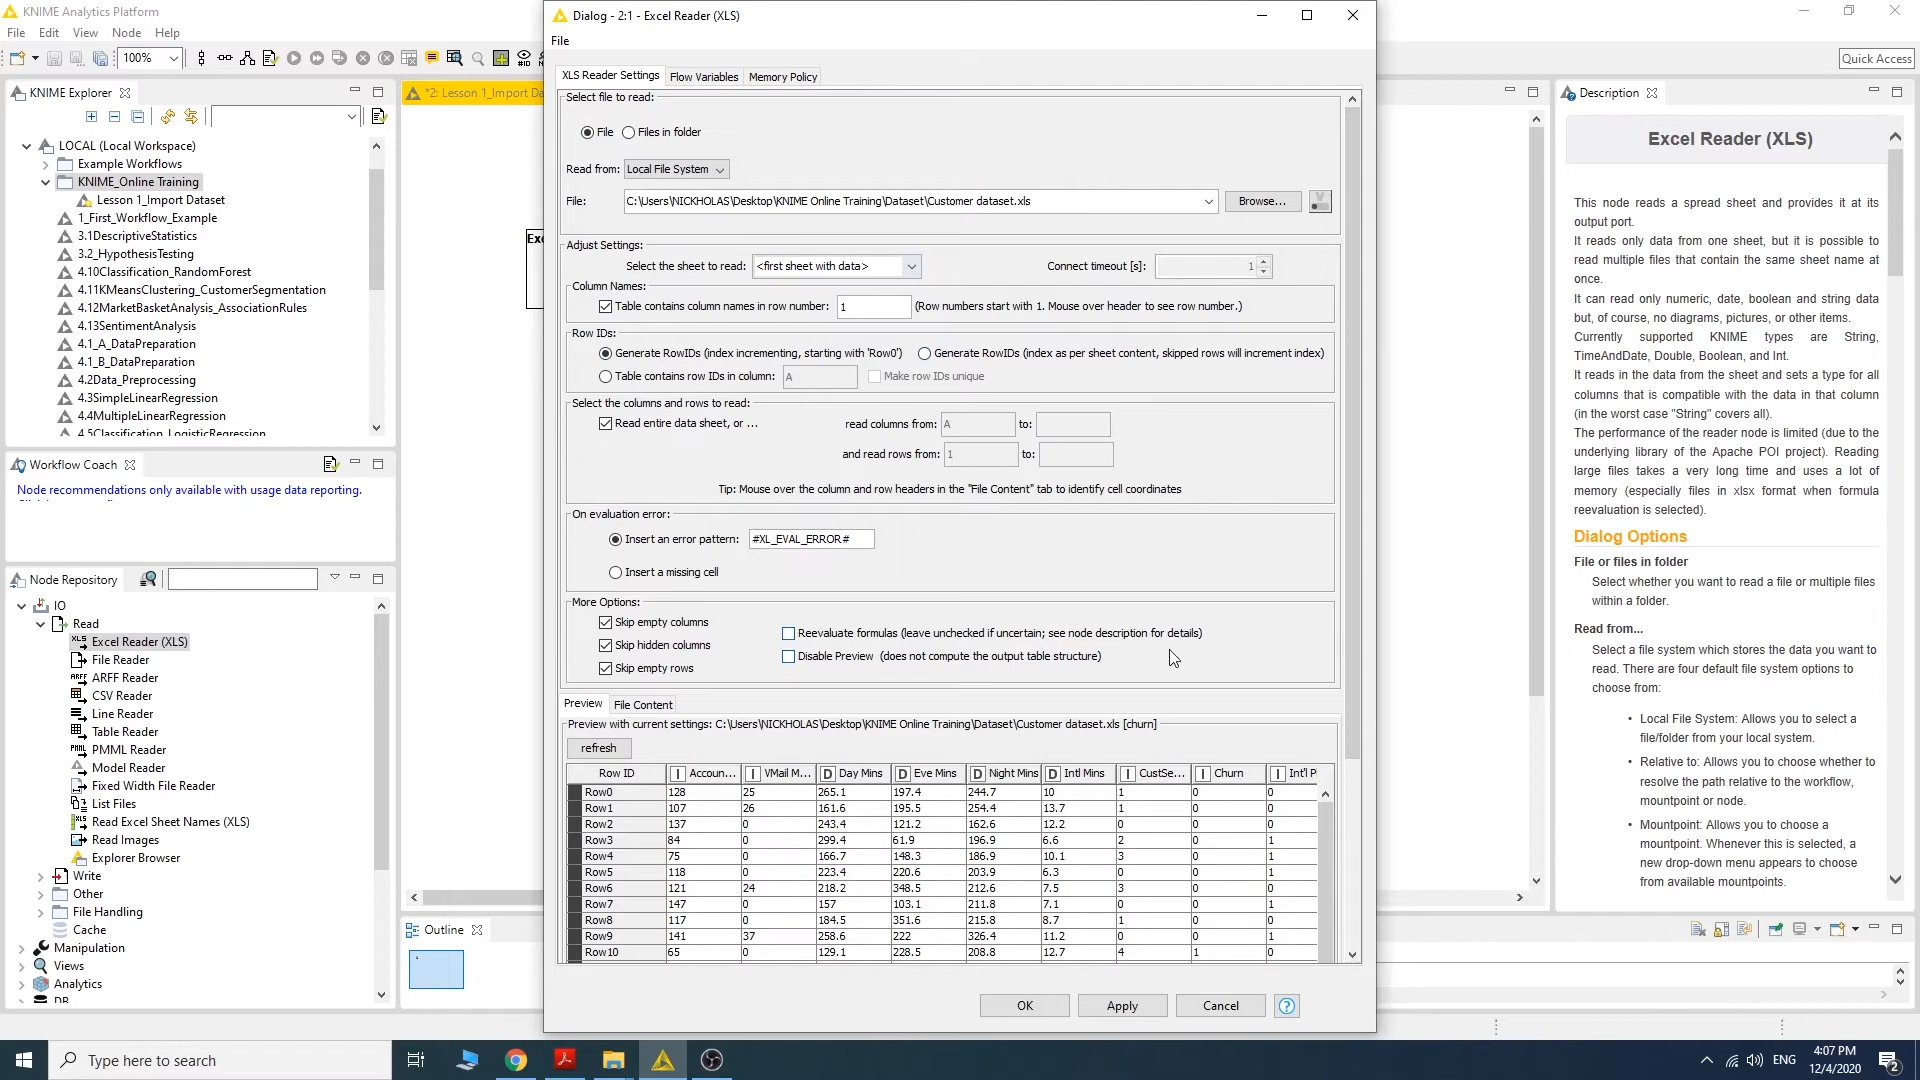 KNIME Analytics Platform
File Edit View Node Help
100%
Quick Access
KNIME Explorer
LOCAL (Local Workspace)
Example Workflows
KNIME_Online Training
Lesson 1_Import Dataset
1_First_Workflow_Example
3.1DescriptiveStatistics
3.2_HypothesisTesting
4.10Classification_RandomForest
4.11KMeansClustering_CustomerSegmentation
4.12MarketBasketAnalysis_AssociationRules
4.13SentimentAnalysis
4.1_A_DataPreparation
4.1_B_DataPreparation
4.2Data_Preprocessing
4.3SimpleLinearRegression
4.4MultipleLinearRegression
4.5Classification_LogisticRegression
Workflow Coach
Node recommendations only available with usage data reporting.
Node Repository
IO
Read
Excel Reader (XLS)
File Reader
ARFF Reader
CSV Reader
Line Reader
Table Reader
PMML Reader
Model Reader
Fixed Width File Reader
List Files
Read Excel Sheet Names (XLS)
Read Images
Explorer Browser
Write
Other
File Handling
Cache
Manipulation
Views
Analytics
DB
*2: Lesson 1_Import Da
Exc
Outline
Dialog - 2:1 - Excel Reader (XLS)
File
XLS Reader Settings Flow Variables Memory Policy
Select file to read:
File Files in folder
Read from: Local File System
File: C:\Users\NICKHOLAS\Desktop\KNIME Online Training\Dataset\Customer dataset.xls Browse...
Adjust Settings:
Select the sheet to read: <first sheet with data> Connect timeout [s]: 1
Column Names:
Table contains column names in row number: 1 (Row numbers start with 1. Mouse over header to see row number.)
Row IDs:
Generate RowIDs (index incrementing, starting with 'Row0') Generate RowIDs (index as per sheet content, skipped rows will increment index)
Table contains row IDs in column: A Make row IDs unique
Select the columns and rows to read:
Read entire data sheet, or ... read columns from: A to:
and read rows from: 1 to:
Tip: Mouse over the column and row headers in the "File Content" tab to identify cell coordinates
On evaluation error:
Insert an error pattern: #XL_EVAL_ERROR#
Insert a missing cell
More Options:
Skip empty columns
Reevaluate formulas (leave unchecked if uncertain; see node description for details)
Skip hidden columns
Disable Preview (does not compute the output table structure)
Skip empty rows
Preview File Content
Preview with current settings: C:\Users\NICKHOLAS\Desktop\KNIME Online Training\Dataset\Customer dataset.xls [churn]
refresh
Row ID I Accoun... I VMail M... D Day Mins D Eve Mins D Night Mins D Intl Mins I CustSe... I Churn I Int'l P
Row0 128 25 265.1 197.4 244.7 10 1 0 0
Row1 107 26 161.6 195.5 254.4 13.7 1 0 0
Row2 137 0 243.4 121.2 162.6 12.2 0 0 0
Row3 84 0 299.4 61.9 196.9 6.6 2 0 1
Row4 75 0 166.7 148.3 186.9 10.1 3 0 1
Row5 118 0 223.4 220.6 203.9 6.3 0 0 1
Row6 121 24 218.2 348.5 212.6 7.5 3 0 0
Row7 147 0 157 103.1 211.8 7.1 0 0 1
Row8 117 0 184.5 351.6 215.8 8.7 1 0 0
Row9 141 37 258.6 222 326.4 11.2 0 0 1
Row10 65 0 129.1 228.5 208.8 12.7 4 1 0
OK Apply Cancel
Description
Excel Reader (XLS)
This node reads a spread sheet and provides it at its
output port.
It reads only data from one sheet, but it is possible to
read multiple files that contain the same sheet name at
once.
It can read only numeric, date, boolean and string data
but, of course, no diagrams, pictures, or other items.
Currently supported KNIME types are String,
TimeAndDate, Double, Boolean, and Int.
It reads in the data from the sheet and sets a type for all
columns that is compatible with the data in that column
(in the worst case "String" covers all).
The performance of the reader node is limited (due to the
underlying library of the Apache POI project). Reading
large files takes a very long time and uses a lot of
memory (especially files in xlsx format when formula
reevaluation is selected).
Dialog Options
File or files in folder
Select whether you want to read a file or multiple files
within a folder.
Read from...
Select a file system which stores the data you want to
read. There are four default file system options to
choose from:
• Local File System: Allows you to select a
file/folder from your local system.
• Relative to: Allows you to choose whether to
resolve the path relative to the workflow,
mountpoint or node.
• Mountpoint: Allows you to choose a
mountpoint. Whenever this is selected, a
new drop-down menu appears to choose
from available mountpoints.
Type here to search
ENG
4:07 PM
12/4/2020
2